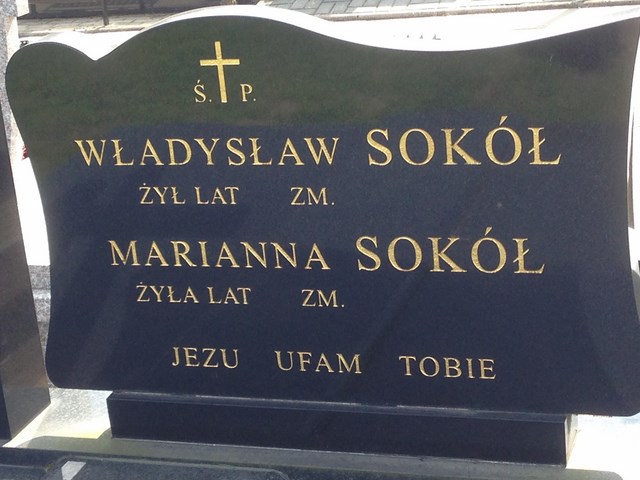 Ś. P.
WŁADYSŁAW SOKÓŁ
ŻYŁ LAT ZM.
MARIANNA SOKÓŁ
ŻYŁA LAT ZM.
JEZU UFAM TOBIE